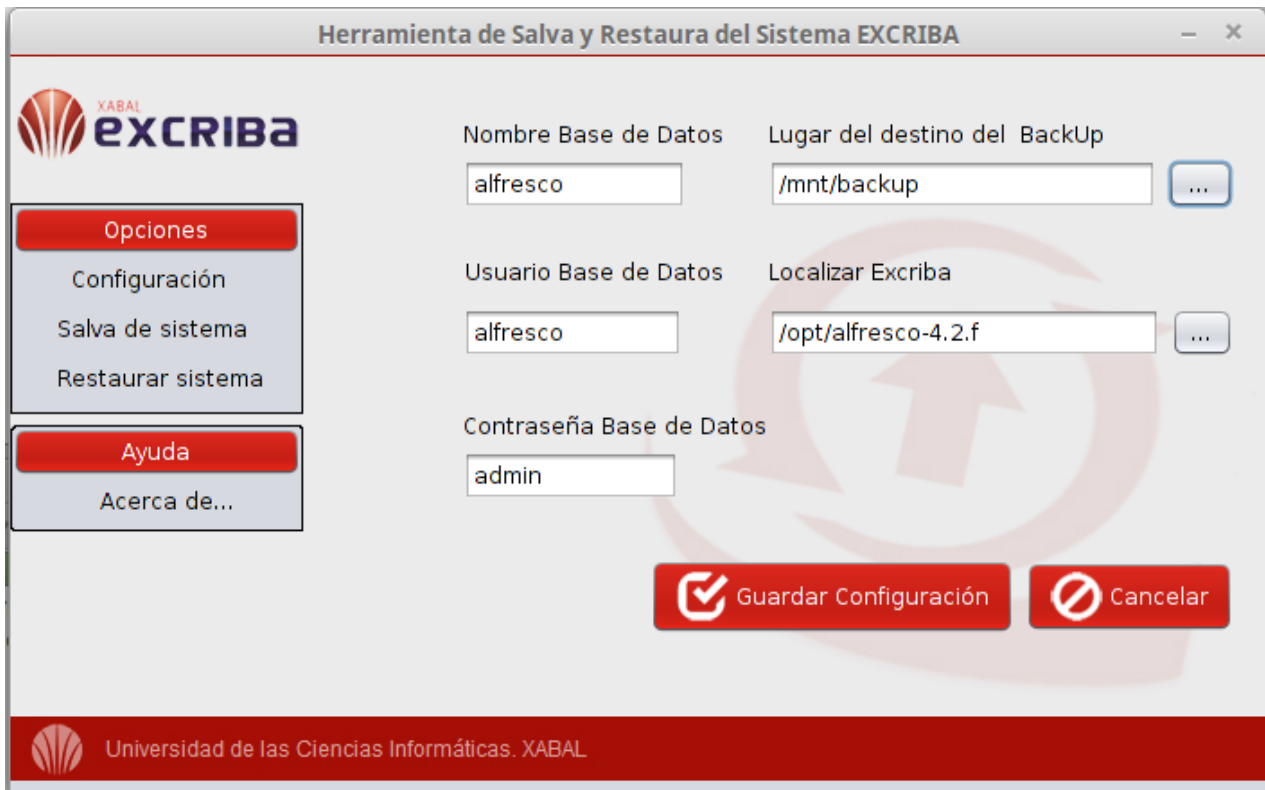 Herramienta de Salva y Restaura del Sistema EXCRIBA
XABAL
excriba
Opciones
Configuración
Salva de sistema
Restaurar sistema
Ayuda
Acerca de...
Nombre Base de Datos
Lugar del destino del BackUp
alfresco
/mnt/backup
...
Usuario Base de Datos
Localizar Excriba
alfresco
/opt/alfresco-4.2.f
...
Contraseña Base de Datos
admin
Guardar Configuración
Cancelar
Universidad de las Ciencias Informáticas. XABAL